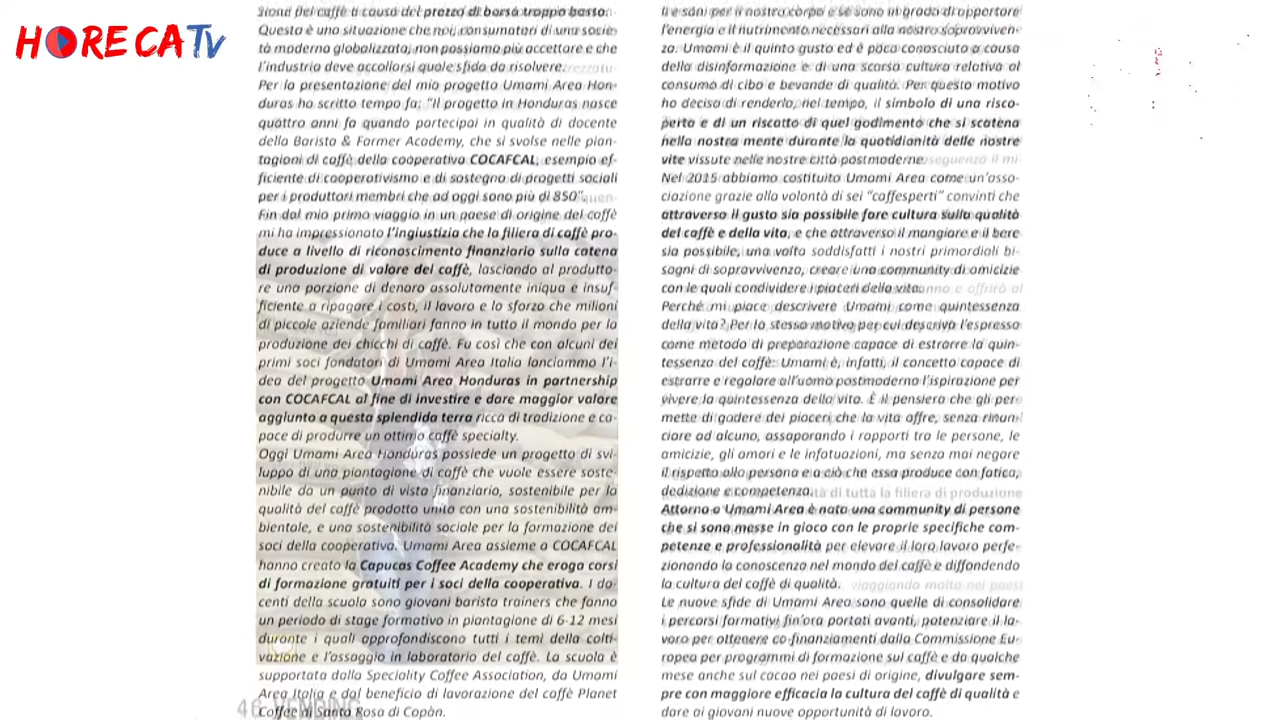 HORECA TV
zione del caffè a causa del prezzo di borsa troppo basso.
Questa è una situazione che noi, consumatori di una socie-
tà moderna globalizzata, non possiamo più accettare e che
l'industria deve accollarsi quale sfida da risolvere.
Per la presentazione del mio progetto Umami Area Hon-
duras ho scritto tempo fa: "Il progetto in Honduras nasce
quattro anni fa quando partecipai in qualità di docente
della Barista & Farmer Academy, che si svolse nelle pian-
tagioni di caffè della cooperativa COCAFCAL, esempio ef-
ficiente di cooperativismo e di sostegno di progetti sociali
per i produttori membri che ad oggi sono più di 850".
Fin dal mio primo viaggio in un paese di origine del caffè
mi ha impressionato l'ingiustizia che la filiera di caffè pro-
duce a livello di riconoscimento finanziario sulla catena
di produzione di valore del caffè, lasciando al produtto-
re una porzione di denaro assolutamente iniqua e insuf-
ficiente a ripagare i costi, il lavoro e lo sforzo che milioni
di piccole aziende familiari fanno in tutto il mondo per la
produzione dei chicchi di caffè. Fu così che con alcuni dei
primi soci fondatori di Umami Area Italia lanciammo l'i-
dea del progetto Umami Area Honduras in partnership
con COCAFCAL al fine di investire e dare maggior valore
aggiunto a questa splendida terra ricca di tradizione e ca-
pace di produrre un ottimo caffè specialty.
Oggi Umami Area Honduras possiede un progetto di svi-
luppo di una piantagione di caffè che vuole essere soste-
nibile da un punto di vista finanziario, sostenibile per la
qualità del caffè prodotto unito con una sostenibilità am-
bientale, e una sostenibilità sociale per la formazione dei
soci della cooperativa. Umami Area assieme a COCAFCAL
hanno creato la Capucas Coffee Academy che eroga corsi
di formazione gratuiti per i soci della cooperativa. I do-
centi della scuola sono giovani barista trainers che fanno
un periodo di stage formativo in piantagione di 6-12 mesi
durante i quali approfondiscono tutti i temi della colti-
vazione e l'assaggio in laboratorio del caffè. La scuola è
supportata dalla Speciality Coffee Association, da Umami
Area Italia e dal beneficio di lavorazione del caffè Planet
Coffee di Santa Rosa di Copàn.
46 VENDING
li e sani per il nostro corpo e se sono in grado di apportare
l'energia e il nutrimento necessari alla nostra sopravviven-
za. Umami è il quinto gusto ed è poco conosciuto a causa
della disinformazione e di una scarsa cultura relativa al
consumo di cibo e bevande di qualità. Per questo motivo
ho deciso di renderlo, nel tempo, il simbolo di una risco-
perta e di un riscatto di quel godimento che si scatena
nella nostra mente durante la quotidianità delle nostre
vite vissute nelle nostre città postmoderne.
Nel 2015 abbiamo costituito Umami Area come un'asso-
ciazione grazie alla volontà di sei "caffesperti" convinti che
attraverso il gusto sia possibile fare cultura sulla qualità
del caffè e della vita, e che attraverso il mangiare e il bere
sia possibile, una volta soddisfatti i nostri primordiali bi-
sogni di sopravvivenza, creare una community di amicizie
con le quali condividere i piaceri della vita.
Perché mi piace descrivere Umami come quintessenza
della vita? Per lo stesso motivo per cui descrivo l'espresso
come metodo di preparazione capace di estrarre la quin-
tessenza del caffè: Umami è, infatti, il concetto capace di
estrarre e regalare all'uomo postmoderno l'ispirazione per
vivere la quintessenza della vita. È il pensiero che gli per-
mette di godere dei piaceri che la vita offre, senza rinun-
ciare ad alcuno, assaporando i rapporti tra le persone, le
amicizie, gli amori e le infatuazioni, ma senza mai negare
il rispetto alla persona e a ciò che essa produce con fatica,
dedizione e competenza.
Attorno a Umami Area è nata una community di persone
che si sono messe in gioco con le proprie specifiche com-
petenze e professionalità per elevare il loro lavoro perfe-
zionando la conoscenza nel mondo del caffè e diffondendo
la cultura del caffè di qualità.
Le nuove sfide di Umami Area sono quelle di consolidare
i percorsi formativi fin'ora portati avanti, potenziare il la-
voro per ottenere co-finanziamenti dalla Commissione Eu-
ropea per programmi di formazione sul caffè e da qualche
mese anche sul cacao nei paesi di origine, divulgare sem-
pre con maggiore efficacia la cultura del caffè di qualità e
dare ai giovani nuove opportunità di lavoro.